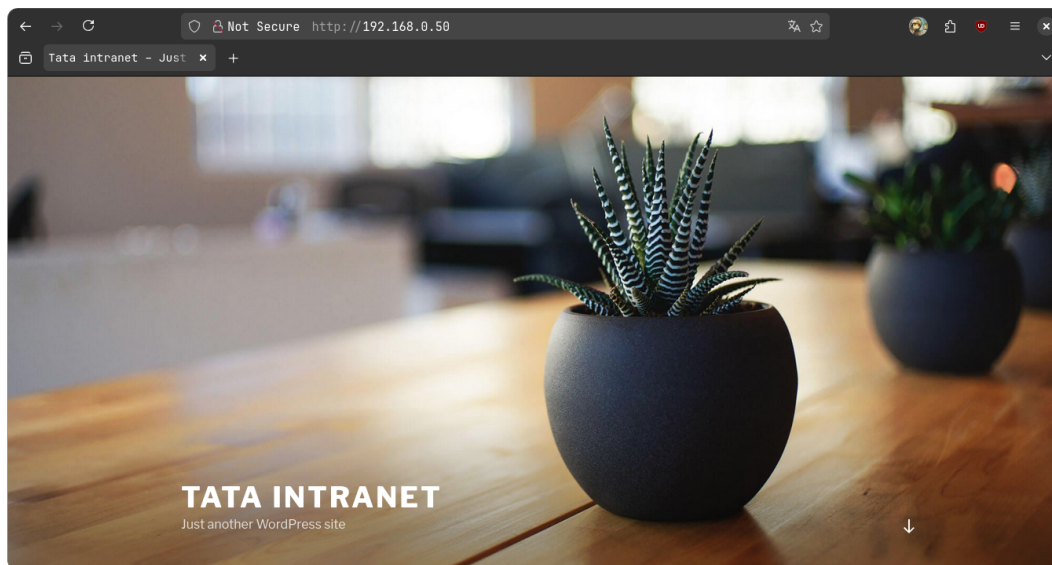 Not Secure http://192.168.0.50
Tata intranet – Just
TATA INTRANET
Just another WordPress site